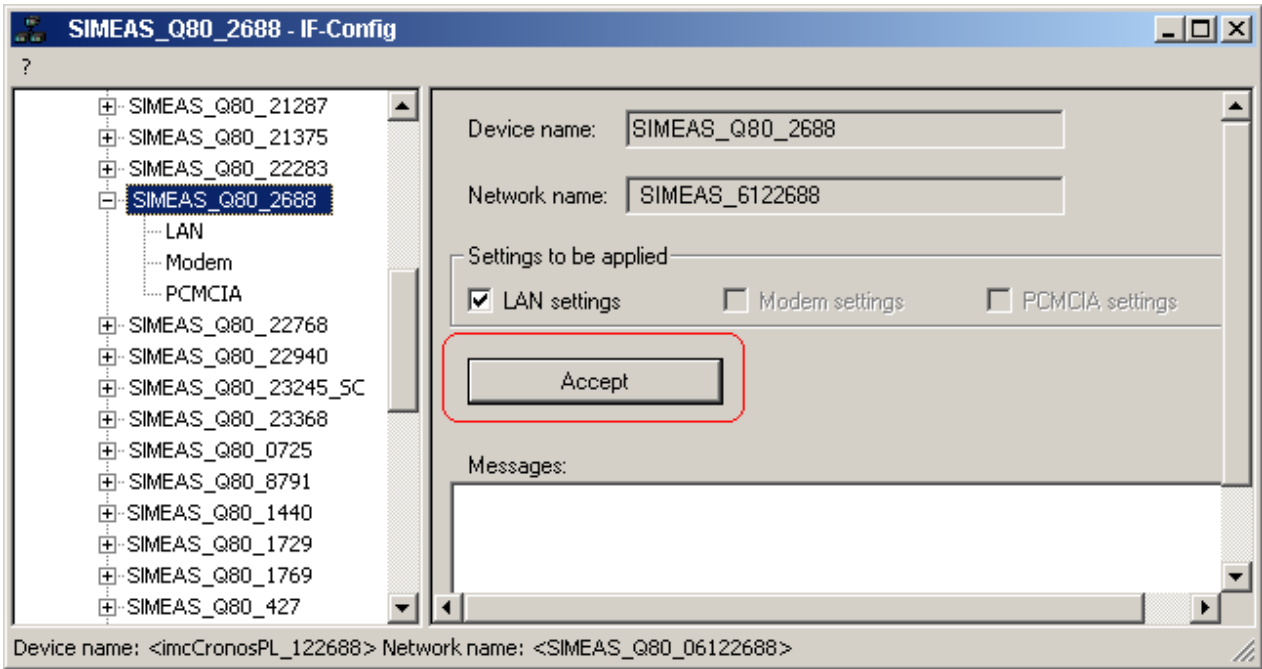 SIMEAS_Q80_2688 - IF-Config
?
SIMEAS_Q80_21287
SIMEAS_Q80_21375
SIMEAS_Q80_22283
SIMEAS_Q80_2688
LAN
Modem
PCMCIA
SIMEAS_Q80_22768
SIMEAS_Q80_22940
SIMEAS_Q80_23245_SC
SIMEAS_Q80_23368
SIMEAS_Q80_0725
SIMEAS_Q80_8791
SIMEAS_Q80_1440
SIMEAS_Q80_1729
SIMEAS_Q80_1769
SIMEAS_Q80_427
Device name: SIMEAS_Q80_2688
Network name: SIMEAS_6122688
Settings to be applied
LAN settings Modem settings PCMCIA settings
Accept
Messages:
Device name: <imcCronosPL_122688> Network name: <SIMEAS_Q80_06122688>